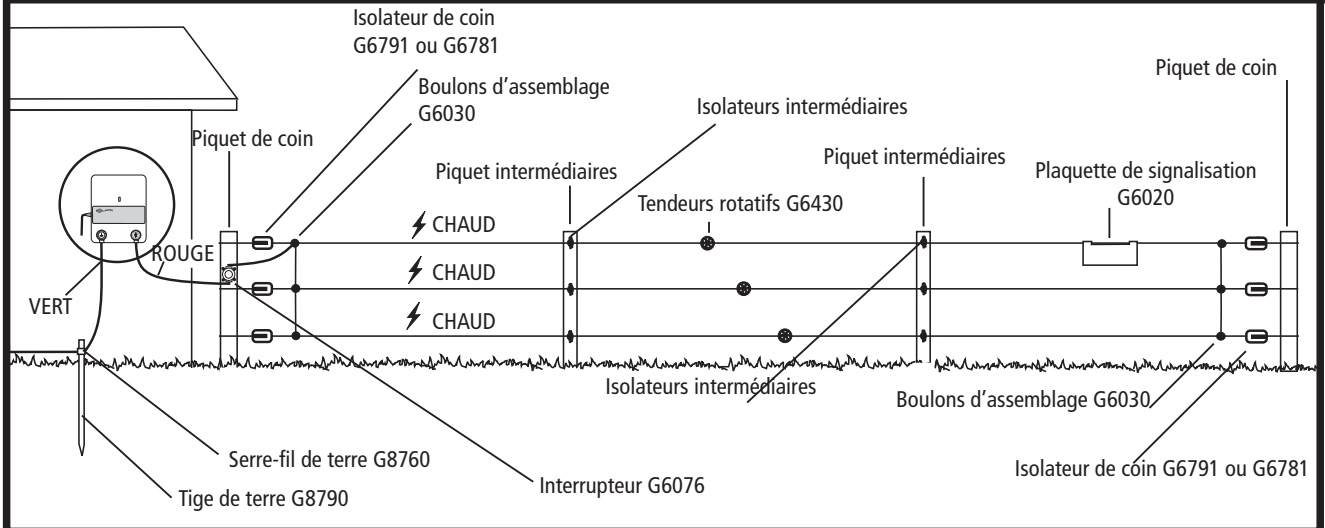 Isolateur de coin
G6791 ou G6781
Boulons d'assemblage
G6030
Piquet de coin
Isolateurs intermédiaires
Piquet de coin
Piquet intermédiaires
Piquet intermédiaires
Plaquette de signalisation
G6020
Tendeurs rotatifs G6430
CHAUD
ROUGE
CHAUD
VERT
CHAUD
Isolateurs intermédiaires
Boulons d'assemblage G6030
Serre-fil de terre G8760
Interrupteur G6076
Isolateur de coin G6791 ou G6781
Tige de terre G8790